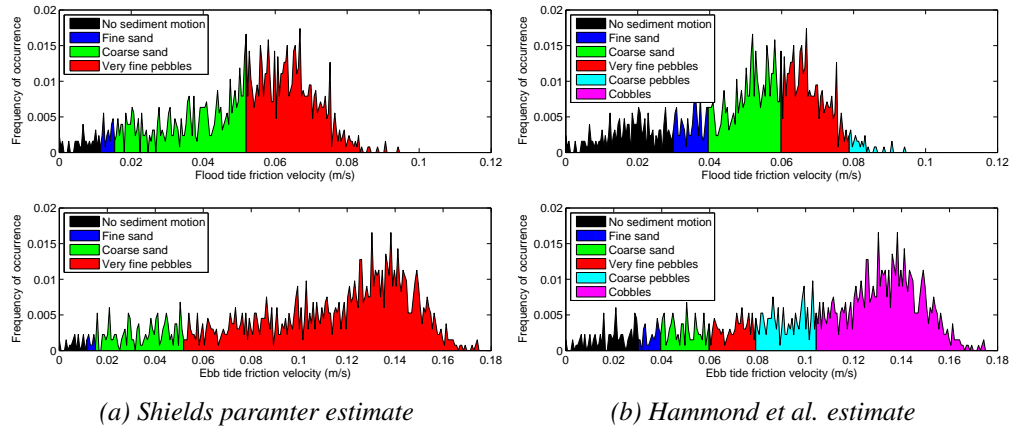 0.02
0.015
0.01
0.005
0
Frequency of occurrence
No sediment motion
Fine sand
Coarse sand
Very fine pebbles
0 0.02 0.04 0.06 0.08 0.1 0.12
Flood tide friction velocity (m/s)
0.02
0.015
0.01
0.005
0
Frequency of occurrence
No sediment motion
Fine sand
Coarse sand
Very fine pebbles
Coarse pebbles
Cobbles
0 0.02 0.04 0.06 0.08 0.1 0.12
Flood tide friction velocity (m/s)
0.02
0.015
0.01
0.005
0
Frequency of occurrence
No sediment motion
Fine sand
Coarse sand
Very fine pebbles
0 0.02 0.04 0.06 0.08 0.1 0.12 0.14 0.16 0.18
Ebb tide friction velocity (m/s)
0.02
0.015
0.01
0.005
0
Frequency of occurrence
No sediment motion
Fine sand
Coarse sand
Very fine pebbles
Coarse pebbles
Cobbles
0 0.02 0.04 0.06 0.08 0.1 0.12 0.14 0.16 0.18
Ebb tide friction velocity (m/s)
(a) Shields paramter estimate
(b) Hammond et al. estimate